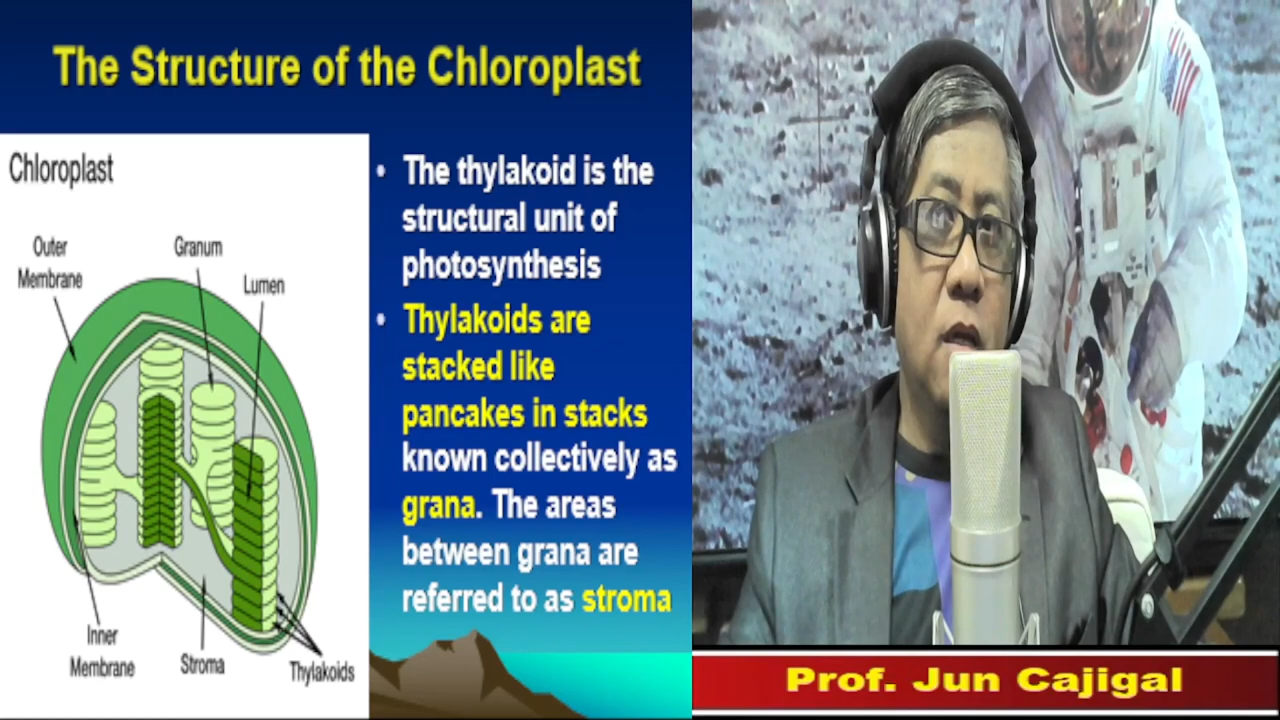 The Structure of the Chloroplast
Chloroplast
Outer
Membrane
Granum
Lumen
Inner
Membrane
Stroma
Thylakoids
• The thylakoid is the
structural unit of
photosynthesis
• Thylakoids are
stacked like
pancakes in stacks
known collectively as
grana. The areas
between grana are
referred to as stroma
Prof. Jun Cajigal